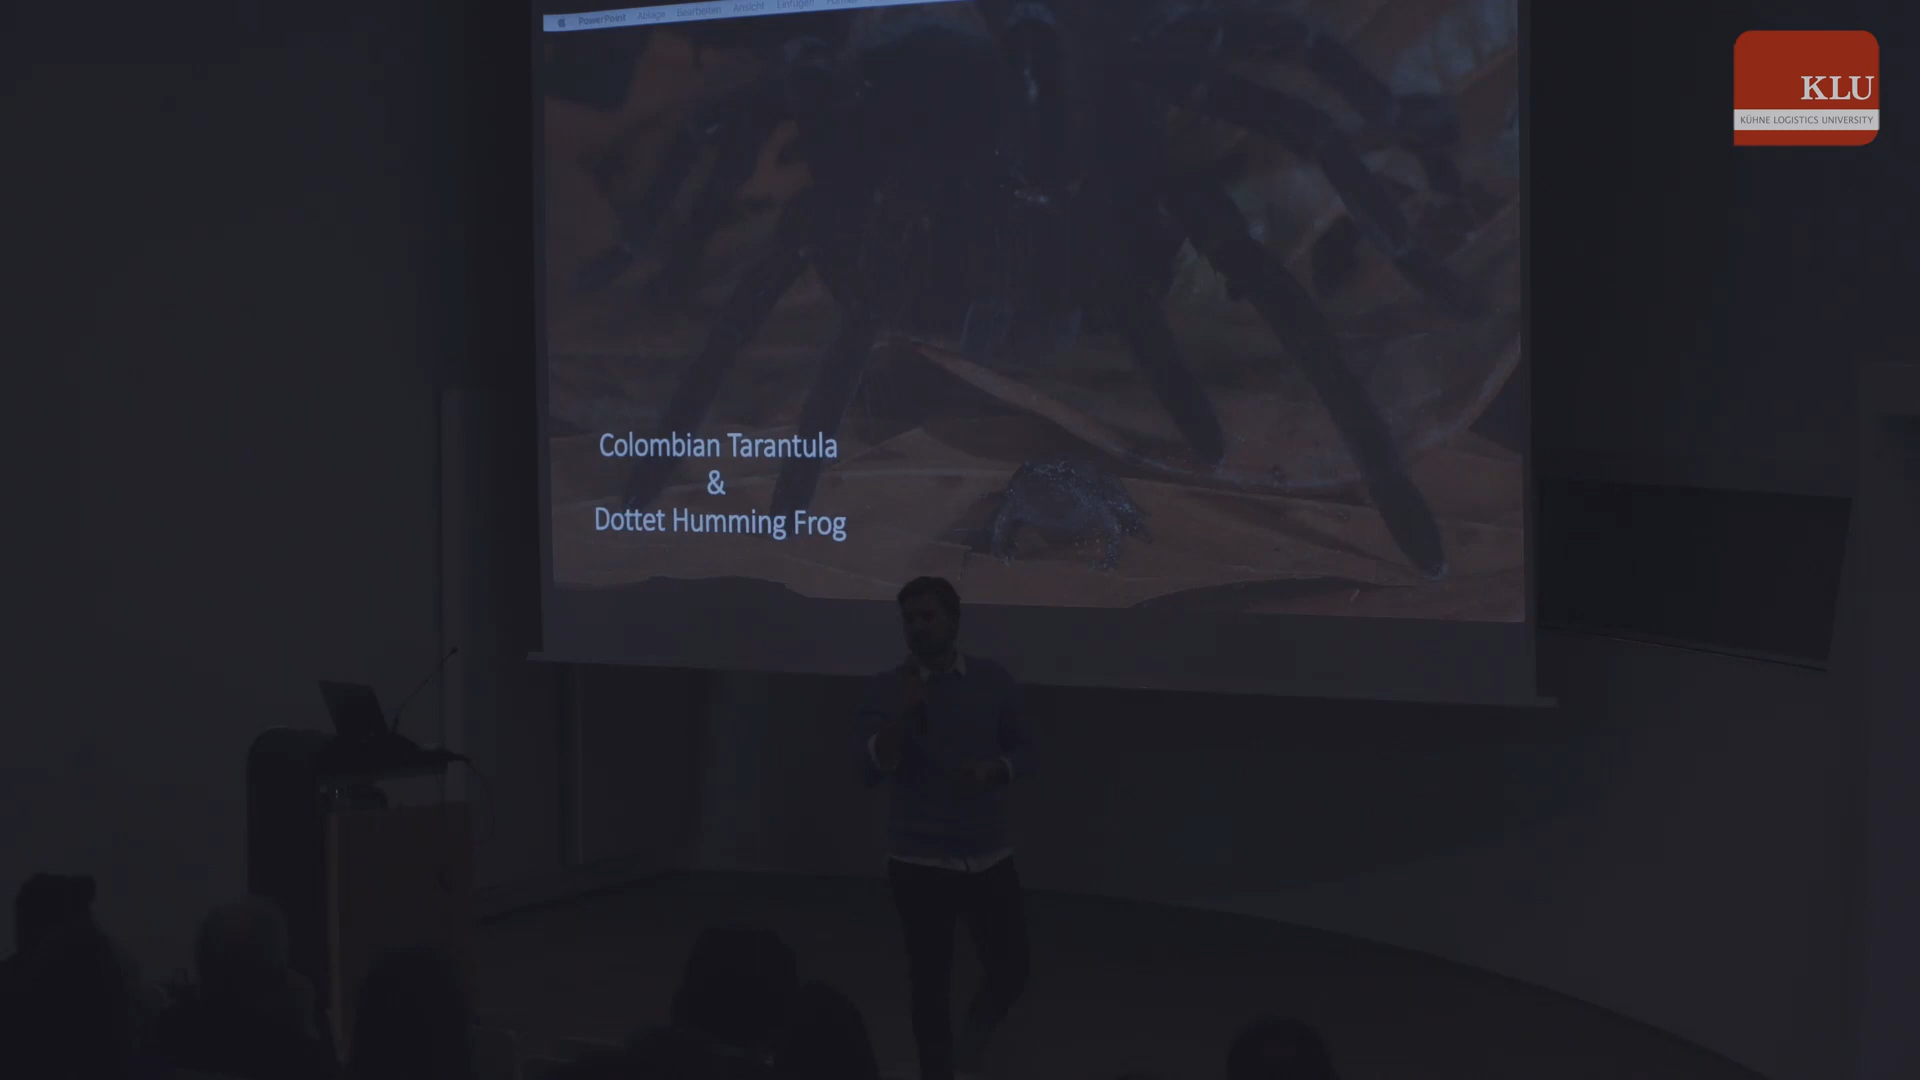 PowerPoint Ablage Bearbeiten Ansicht Einfügen
KLU
KÜHNE LOGISTICS UNIVERSITY
Colombian Tarantula
&
Dottet Humming Frog